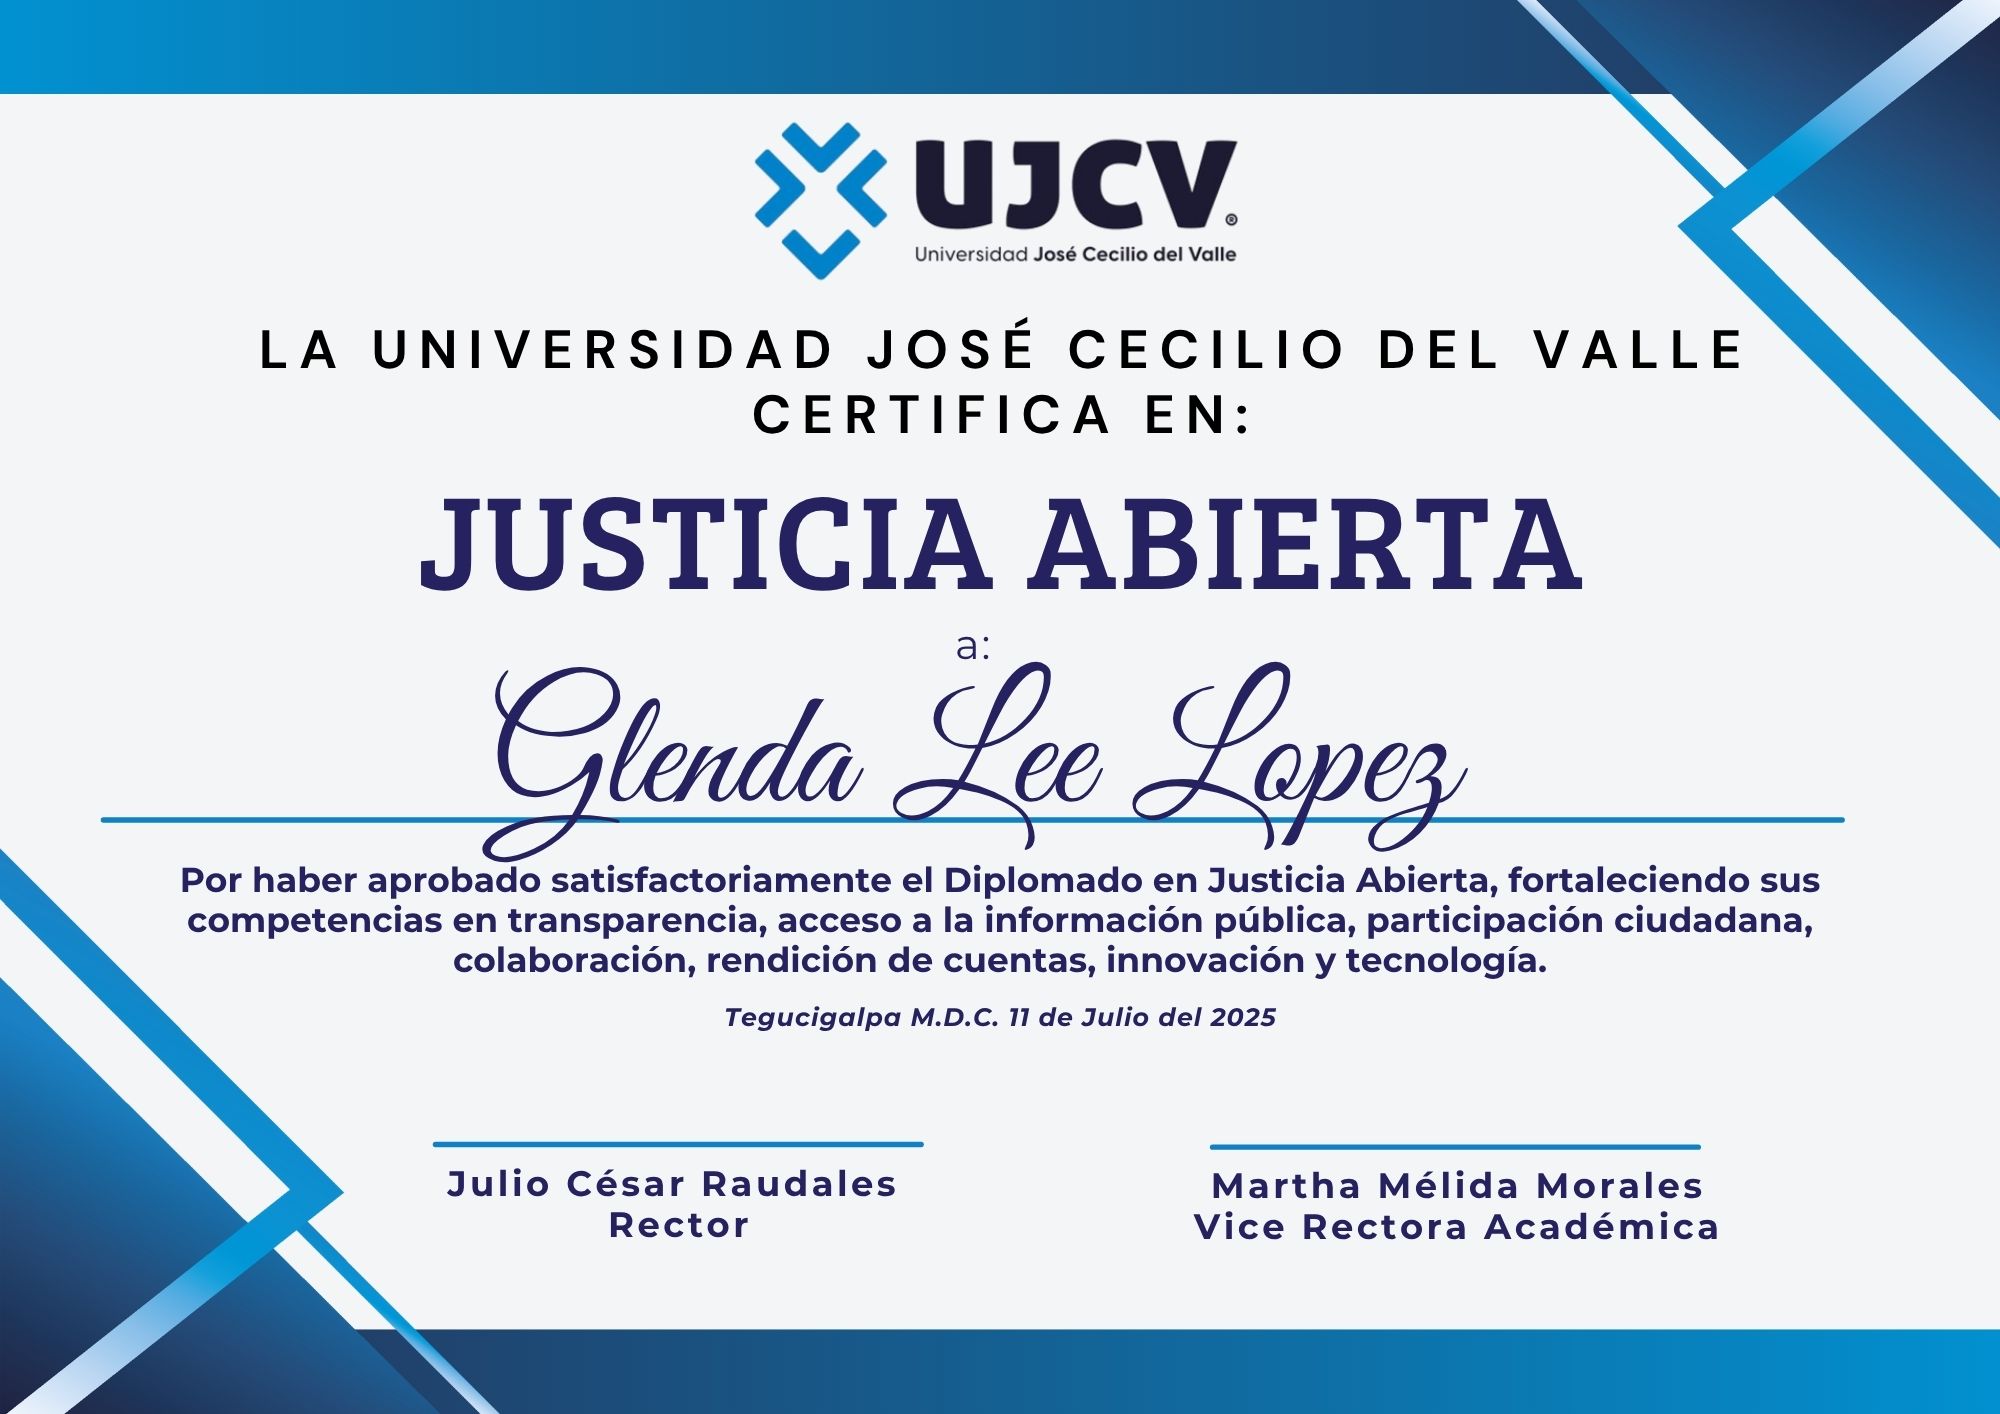 UJCV®
Universidad José Cecilio del Valle
LA UNIVERSIDAD JOSÉ CECILIO DEL VALLE
CERTIFICA EN:
JUSTICIA ABIERTA
a:
Glenda Lee Lopez
Por haber aprobado satisfactoriamente el Diplomado en Justicia Abierta, fortaleciendo sus
competencias en transparencia, acceso a la información pública, participación ciudadana,
colaboración, rendición de cuentas, innovación y tecnología.
Tegucigalpa M.D.C. 11 de Julio del 2025
Julio César Raudales
Rector
Martha Mélida Morales
Vice Rectora Académica